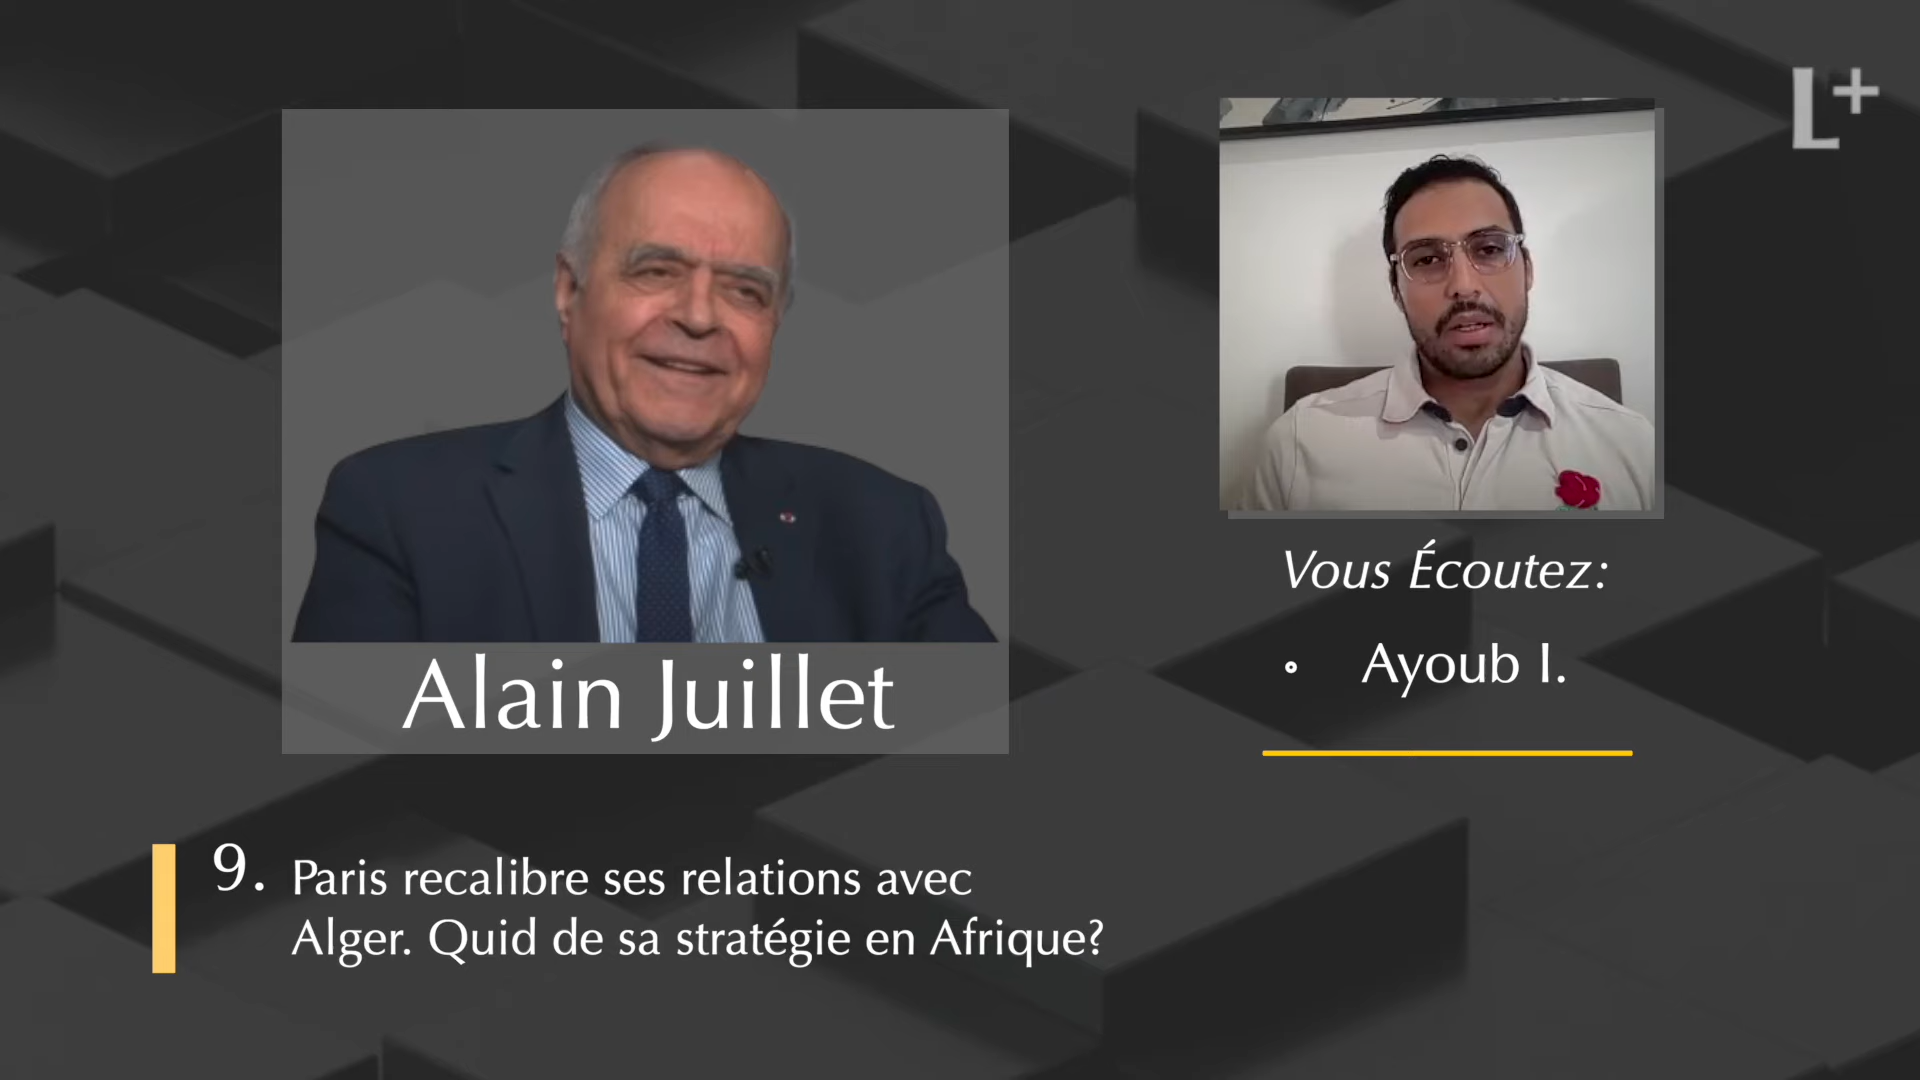 L+
Alain Juillet
Vous Écoutez:
Ayoub I.
9. Paris recalibre ses relations avec
Alger. Quid de sa stratégie en Afrique?